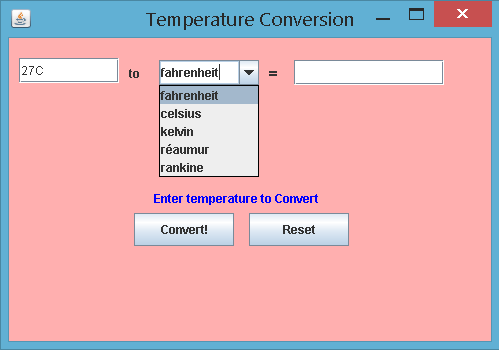 Temperature Conversion
27C to fahrenheit =
fahrenheit
celsius
kelvin
réaumur
rankine
Enter temperature to Convert
Convert! Reset